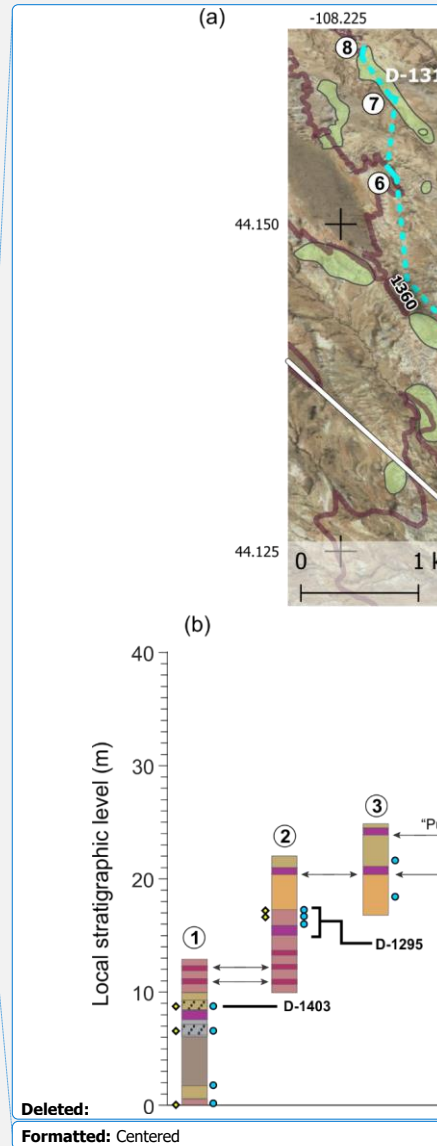 (a)
-108.225
8
D-131
7
6
44.150
1360
44.125
0 1 k
(b)
40
30
20
10
0
Local stratigraphic level (m)
1
2
3
"P
D-1295
D-1403
Deleted:
Formatted: Centered